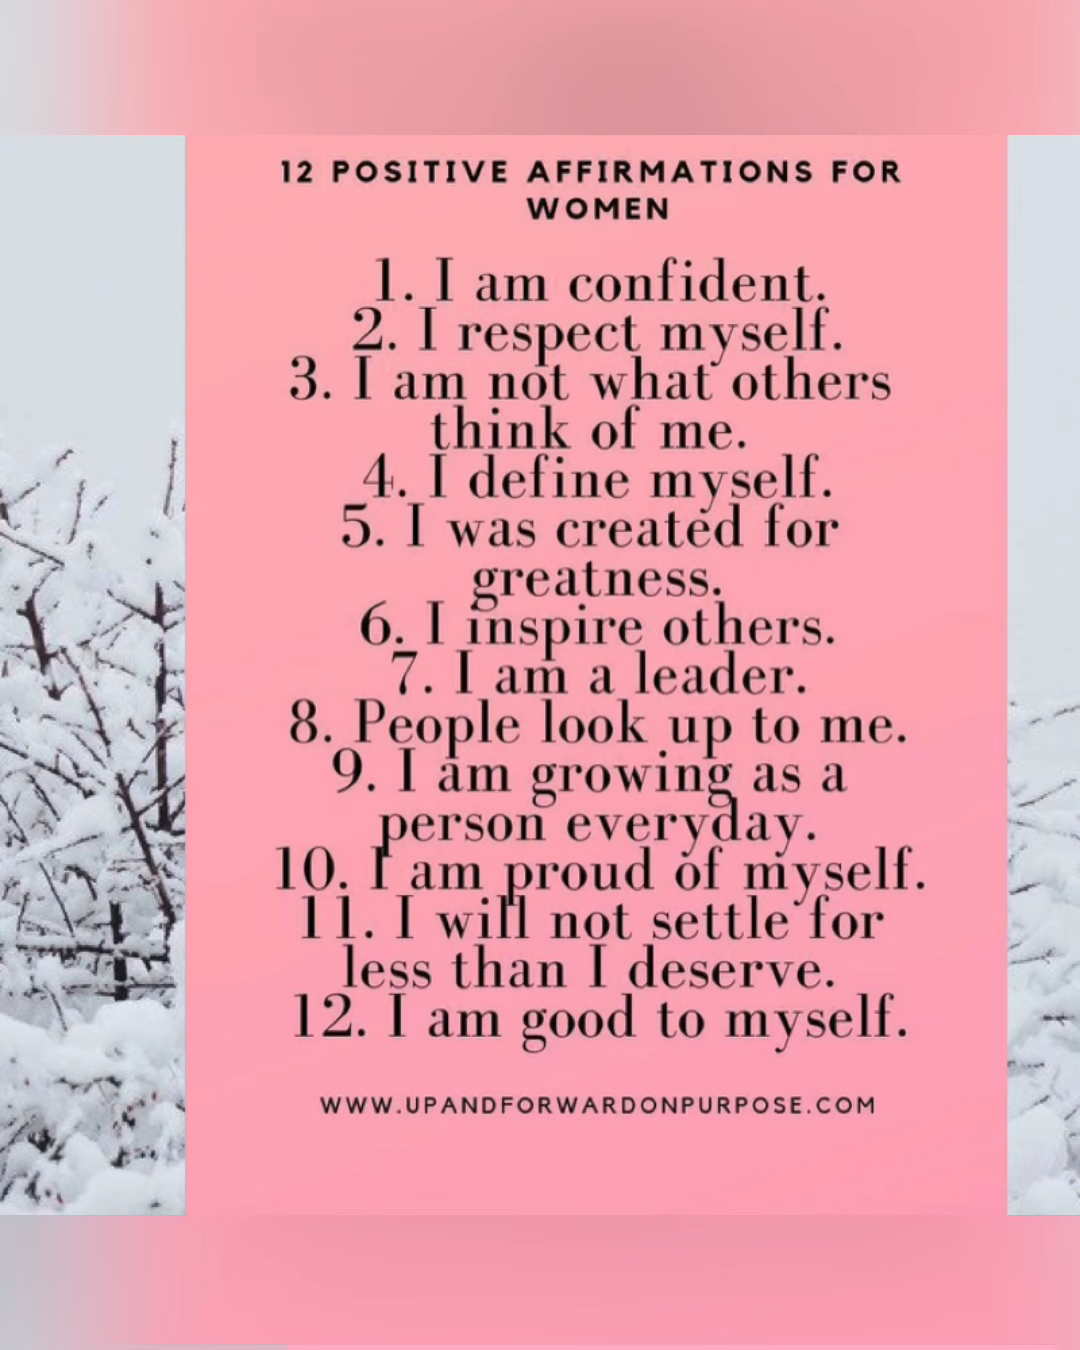 12 POSITIVE AFFIRMATIONS FOR
WOMEN
1. I am confident.
2. I respect myself.
3. I am not what others
think of me.
4. I define myself.
5. I was created for
greatness.
6. I inspire others.
7. I am a leader.
8. People look up to me.
9. I am growing as a
person everyday.
10. I am proud of myself.
11. I will not settle for
less than I deserve.
12. I am good to myself.
WWW.UPANDFORWARDONPURPOSE.COM